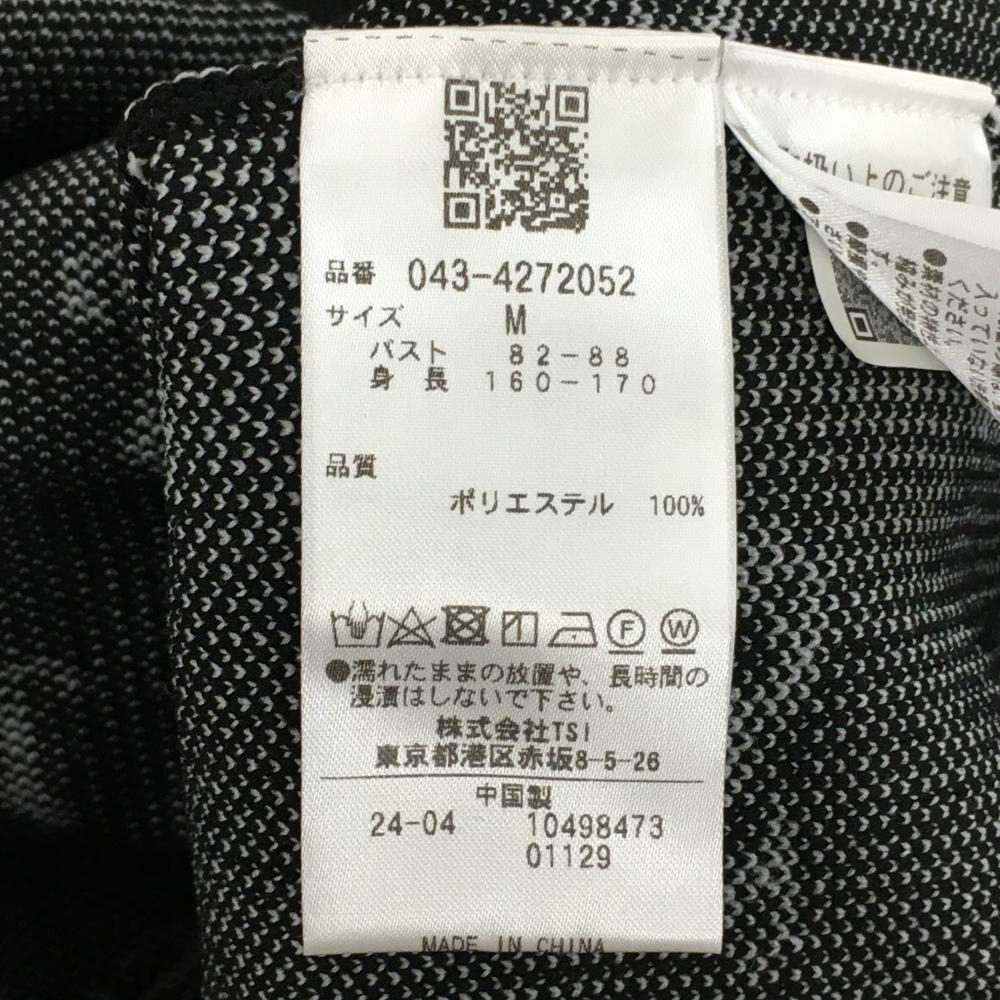 品番 043-4272052
サイズ M
バスト 82-88
身長 160-170
品質
ポリエステル 100%
F W
●濡れたままの放置や、長時間の
浸漬はしないで下さい。
株式会社TSI
東京都港区赤坂8-5-26
中国製
24-04 10498473
01129
MADE IN CHINA
扱い上のご注意